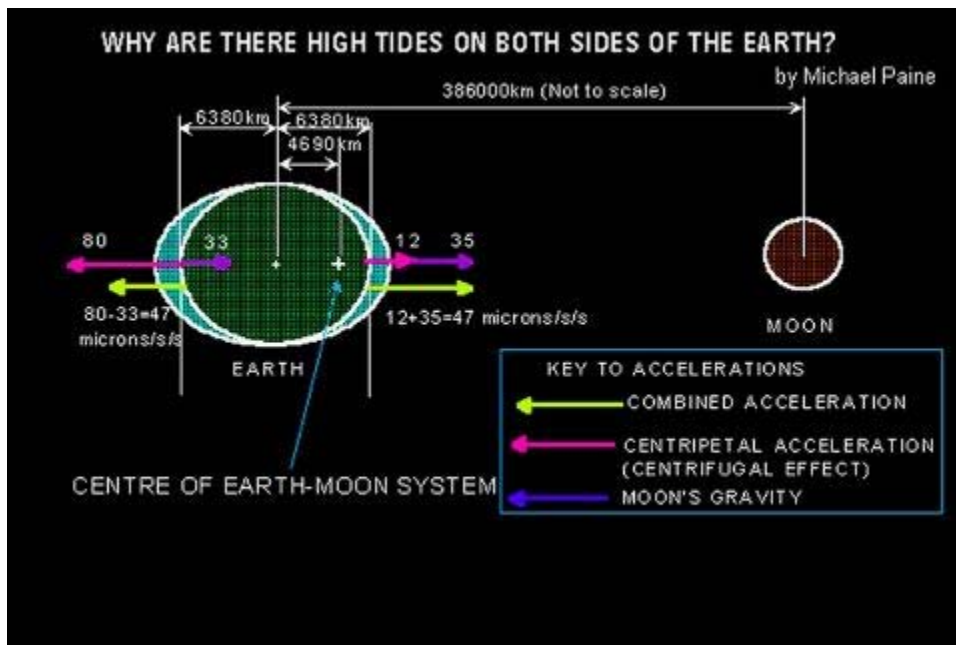 WHY ARE THERE HIGH TIDES ON BOTH SIDES OF THE EARTH?
by Michael Paine
386000km (Not to scale)
6380km 6380km
4690km
80 33 12 35
80-33=47
microns/s/s
12+35=47 microns/s/s
EARTH
MOON
CENTRE OF EARTH-MOON SYSTEM
KEY TO ACCELERATIONS
COMBINED ACCELERATION
CENTRIPETAL ACCELERATION
(CENTRIFUGAL EFFECT)
MOON'S GRAVITY